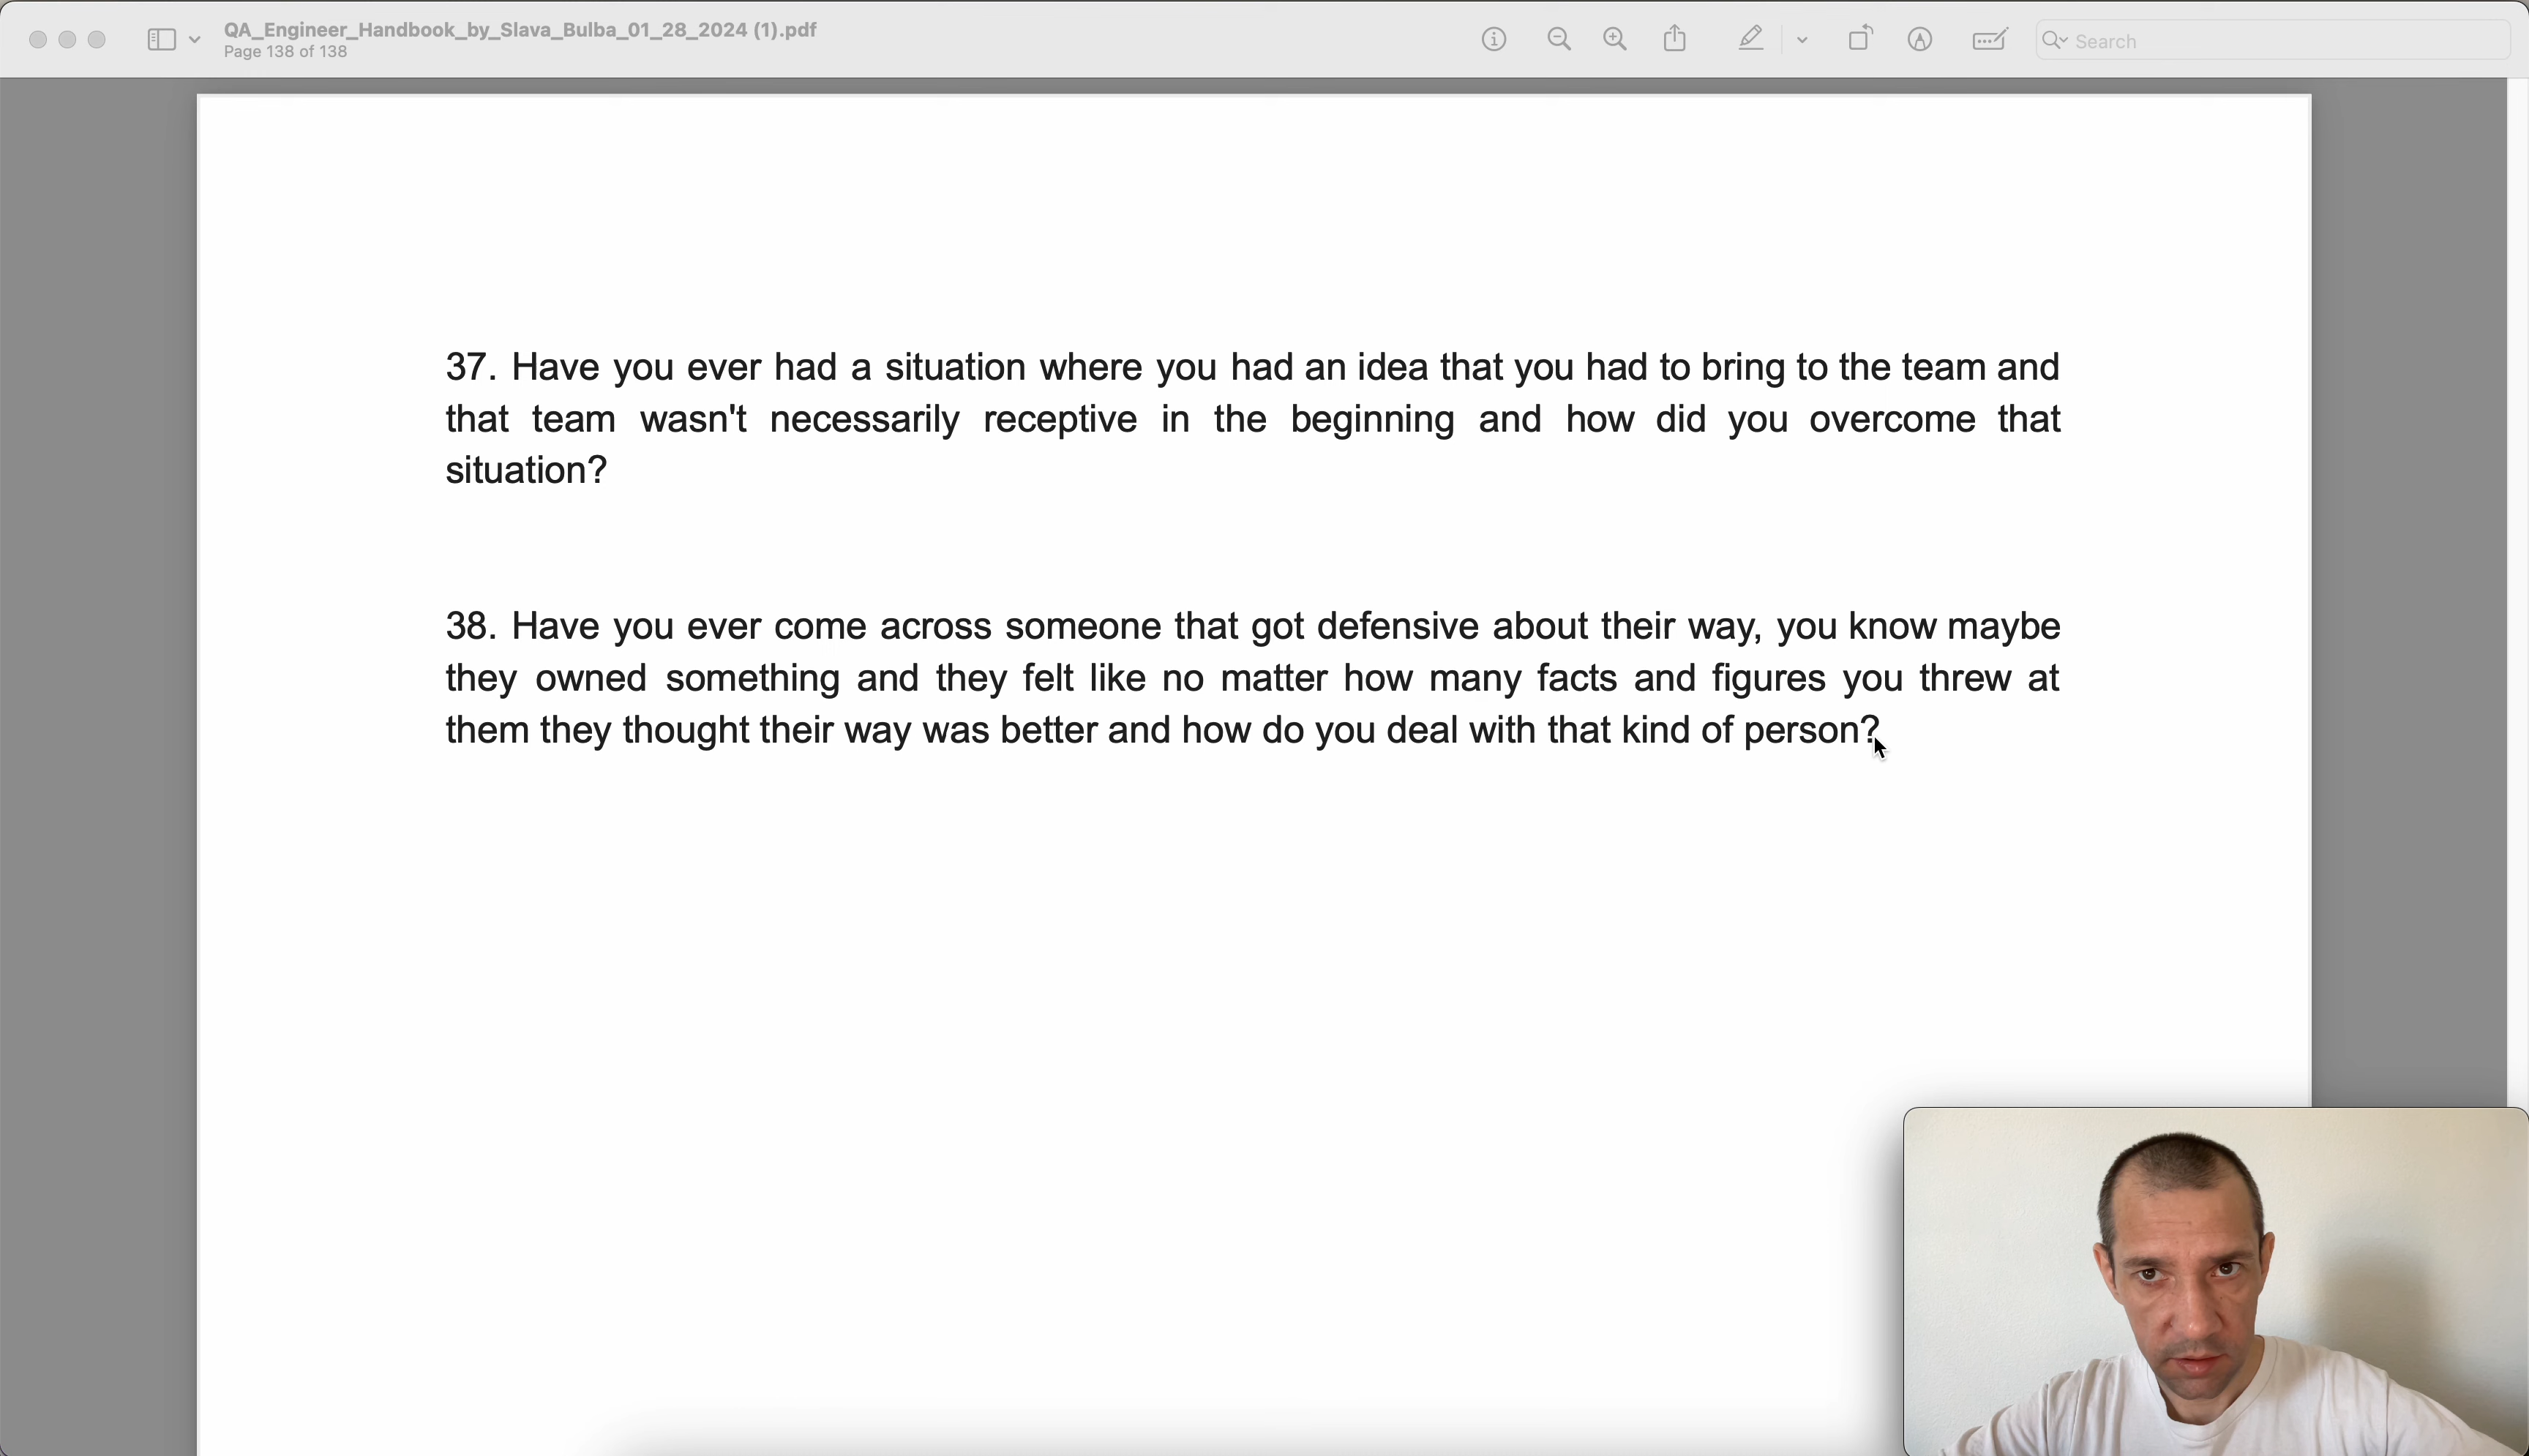 QA_Engineer_Handbook_by_Slava_Bulba_01_28_2024 (1).pdf
Page 138 of 138
Search
37. Have you ever had a situation where you had an idea that you had to bring to the team and
that team wasn't necessarily receptive in the beginning and how did you overcome that
situation?
38. Have you ever come across someone that got defensive about their way, you know maybe
they owned something and they felt like no matter how many facts and figures you threw at
them they thought their way was better and how do you deal with that kind of person?